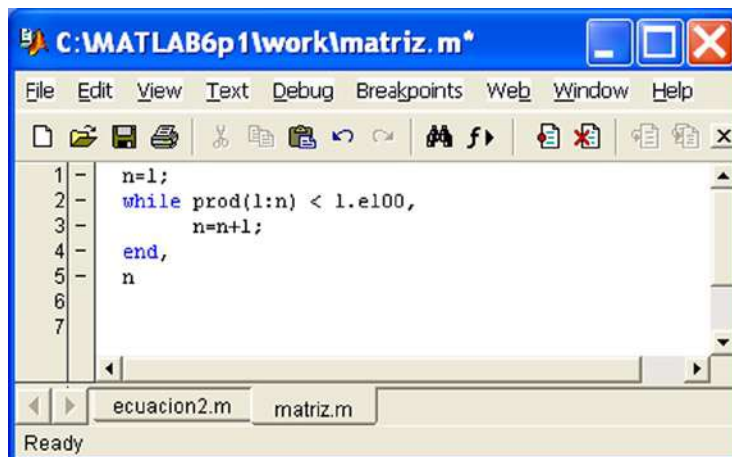 C:\MATLAB6p1\work\matriz.m*
File Edit View Text Debug Breakpoints Web Window Help
1 - n=1;
2 - while prod(1:n) < 1.e100,
3 - n=n+1;
4 - end,
5 - n
6
7
ecuacion2.m matriz.m
Ready